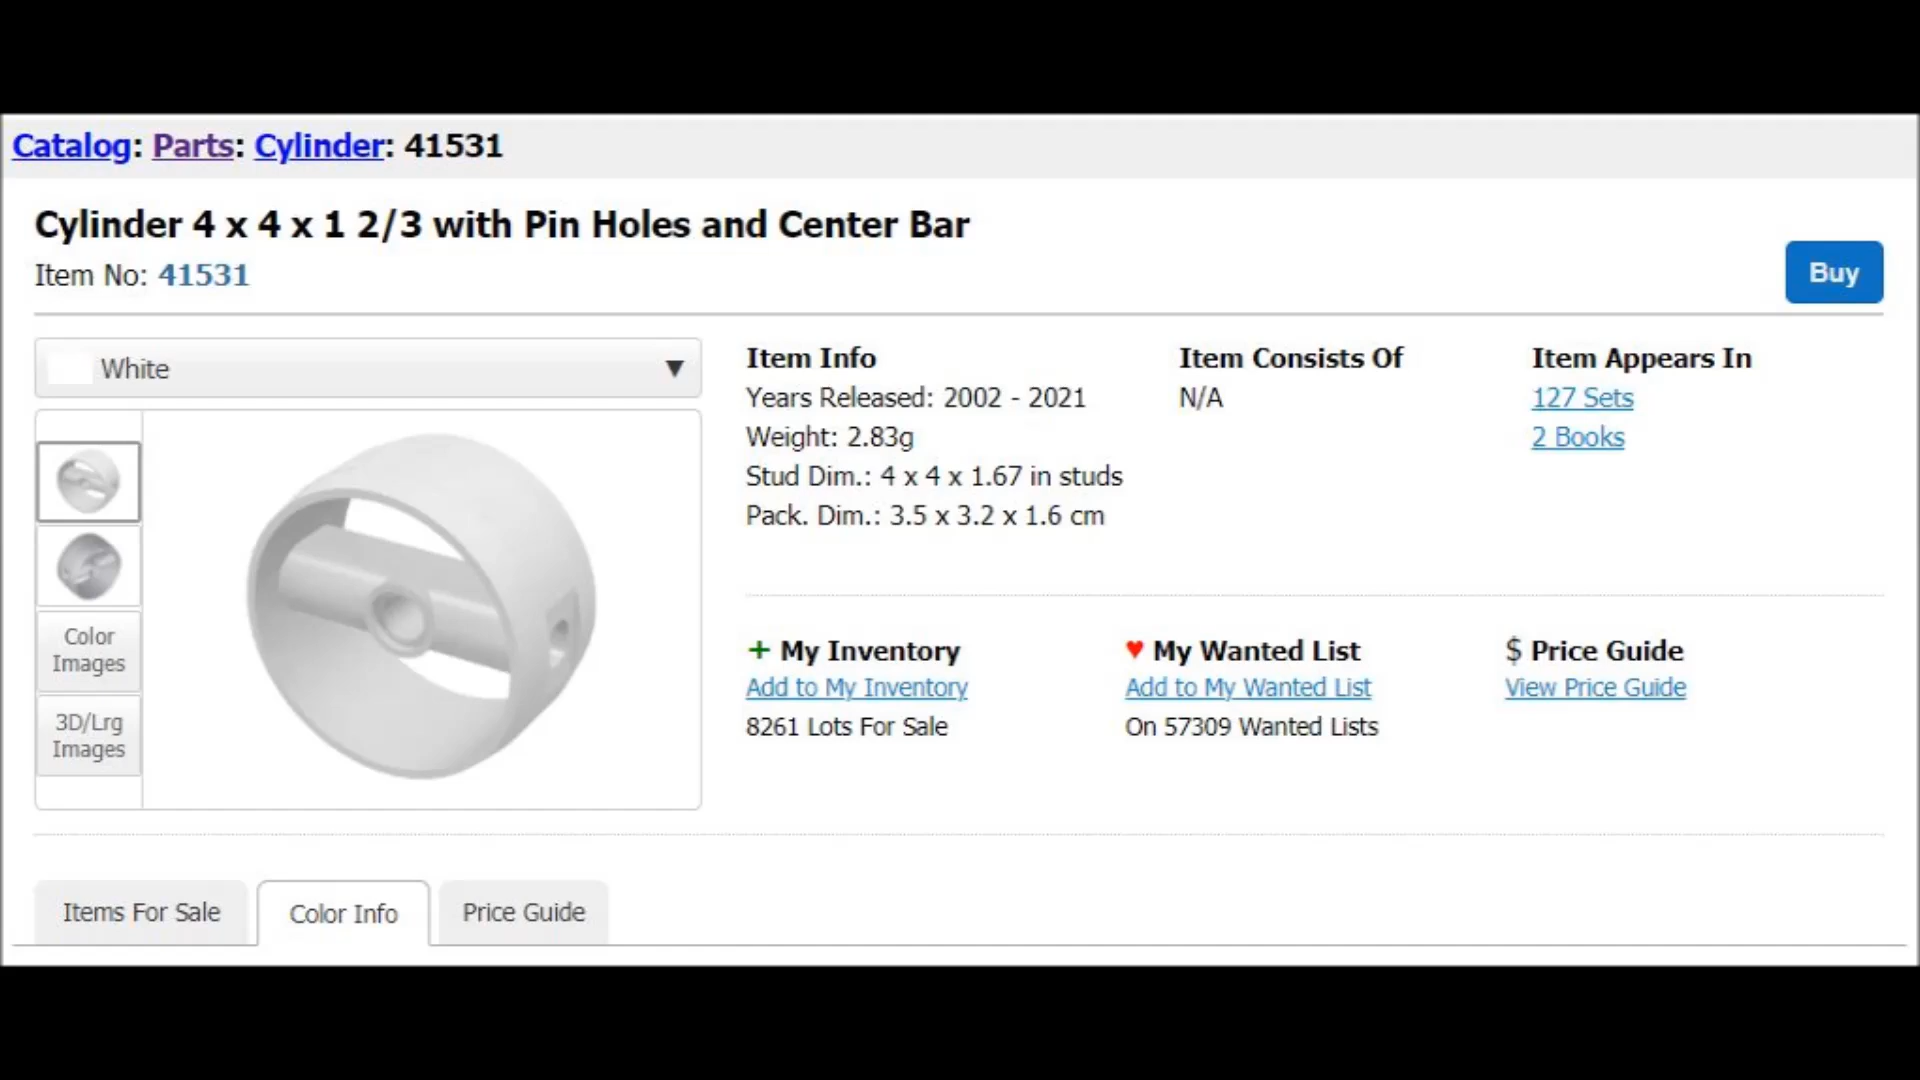 Catalog: Parts: Cylinder: 41531
Cylinder 4 x 4 x 1 2/3 with Pin Holes and Center Bar
Item No: 41531
Buy
White
Color
Images
3D/Lrg
Images
Item Info
Years Released: 2002 - 2021
Weight: 2.83g
Stud Dim.: 4 x 4 x 1.67 in studs
Pack. Dim.: 3.5 x 3.2 x 1.6 cm
Item Consists Of
N/A
Item Appears In
127 Sets
2 Books
+ My Inventory
Add to My Inventory
8261 Lots For Sale
♥ My Wanted List
Add to My Wanted List
On 57309 Wanted Lists
$ Price Guide
View Price Guide
Items For Sale
Color Info
Price Guide